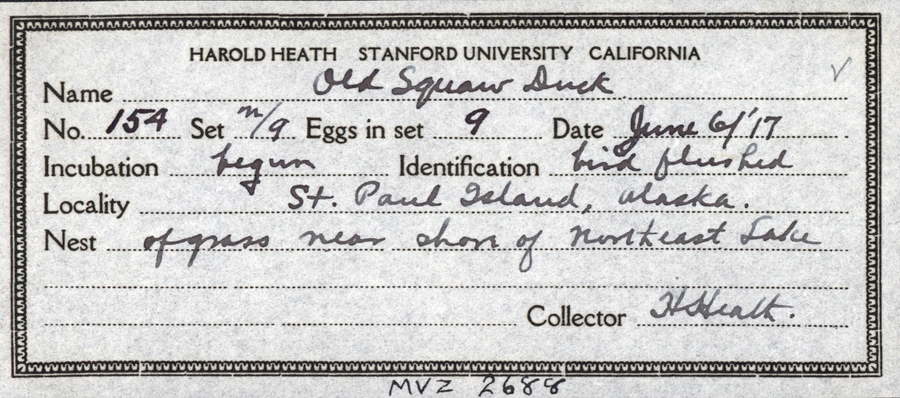 HAROLD HEATH STANFORD UNIVERSITY CALIFORNIA
Name Old Squaw Duck
No. 154 Set n/9 Eggs in set 9 Date June 6/'17
Incubation begun Identification bird flushed
Locality St. Paul Island, Alaska.
Nest of grass near shore of Northeast Lake
Collector H Heath.
MVZ 2688